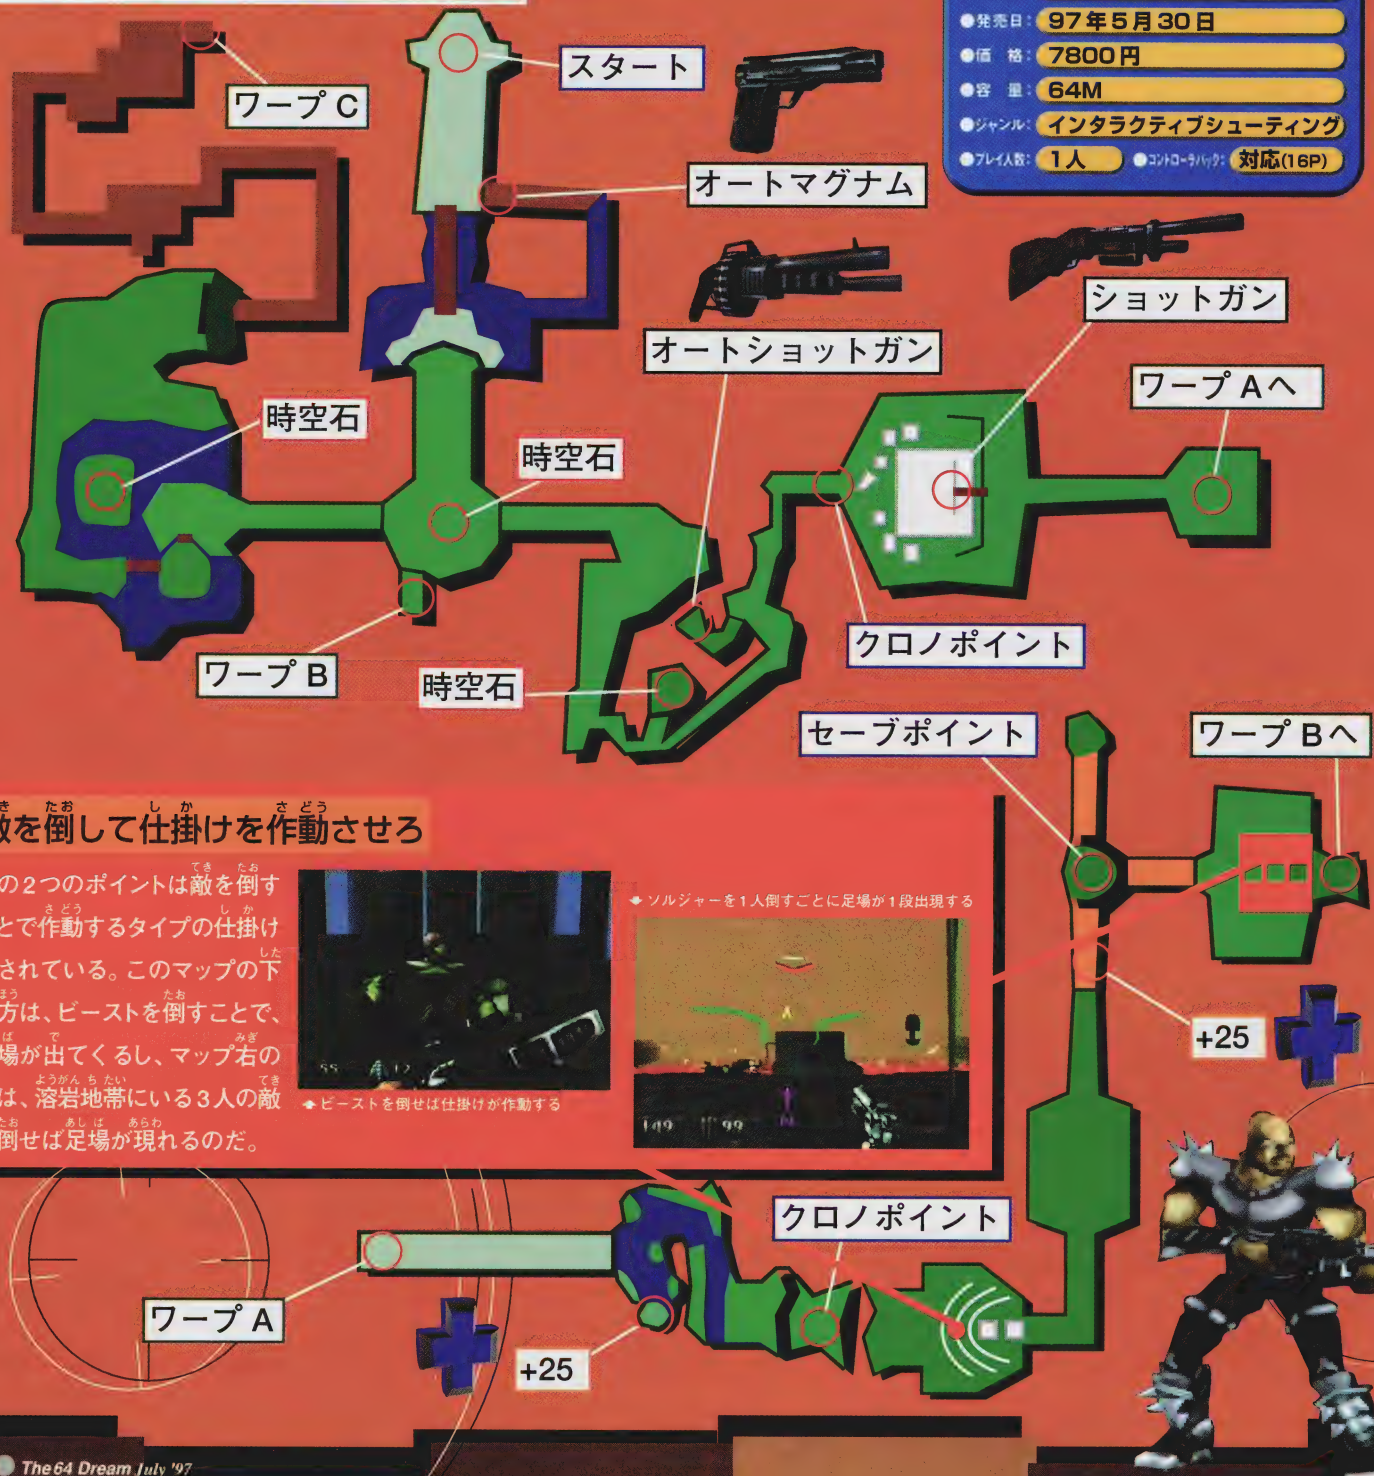 ●発売日: 97年5月30日
●価 格: 7800円
●容 量: 64M
●ジャンル: インタラクティブシューティング
●プレイ人数: 1人 ●コントローラパック: 対応(16P)
ワープ C
スタート
オートマグナム
ショットガン
オートショットガン
ワープ Aへ
時空石
時空石
クロノポイント
ワープ B
時空石
セーブポイント
ワープ Bへ
を倒して仕掛けを作動させろ
の2つのポイントは敵を倒す
とで作動するタイプの仕掛け
されている。このマップの下
方は、ビーストを倒すことで、
場が出てくるし、マップ右の
は、溶岩地帯にいる3人の敵
倒せば足場が現れるのだ。
ビーストを倒せば仕掛けが作動する
ソルジャーを1人倒すごとに足場が1段出現する
55 12
149 99
+25
クロノポイント
ワープ A
+25
The 64 Dream July '97